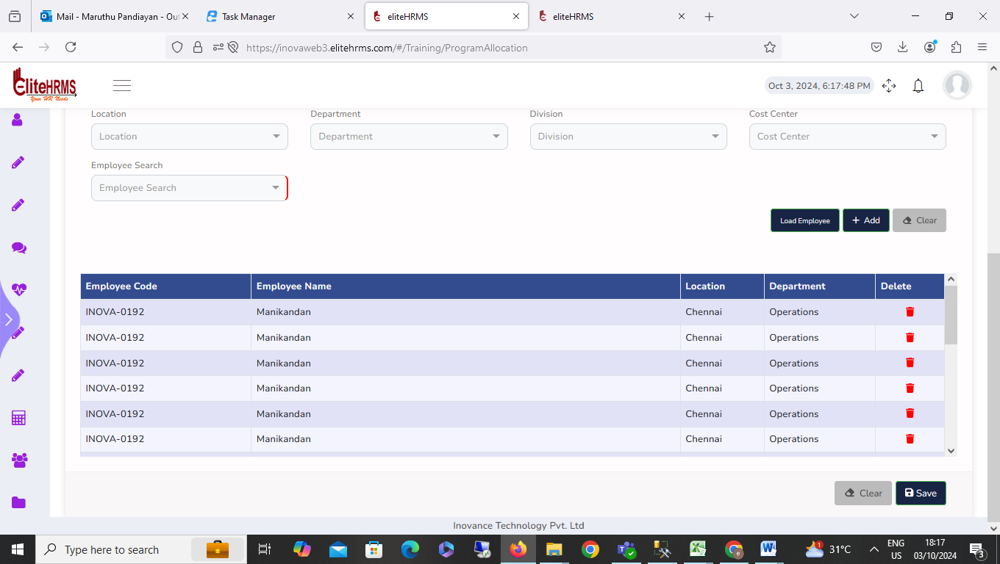 Mail - Maruthu Pandiayan - Out
Task Manager
eliteHRMS
eliteHRMS
https://inovaweb3.elitehrms.com/#/Training/ProgramAllocation
EliteHRMS
Your HR Needs
Oct 3, 2024, 6:17:48 PM
Location Department Division Cost Center
Location Department Division Cost Center
Employee Search
Employee Search
Load Employee + Add Clear
Employee Code Employee Name Location Department Delete
INOVA-0192 Manikandan Chennai Operations
INOVA-0192 Manikandan Chennai Operations
INOVA-0192 Manikandan Chennai Operations
INOVA-0192 Manikandan Chennai Operations
INOVA-0192 Manikandan Chennai Operations
INOVA-0192 Manikandan Chennai Operations
Clear Save
Inovance Technology Pvt. Ltd
Type here to search
1
31°C
ENG
US
18:17
03/10/2024
3